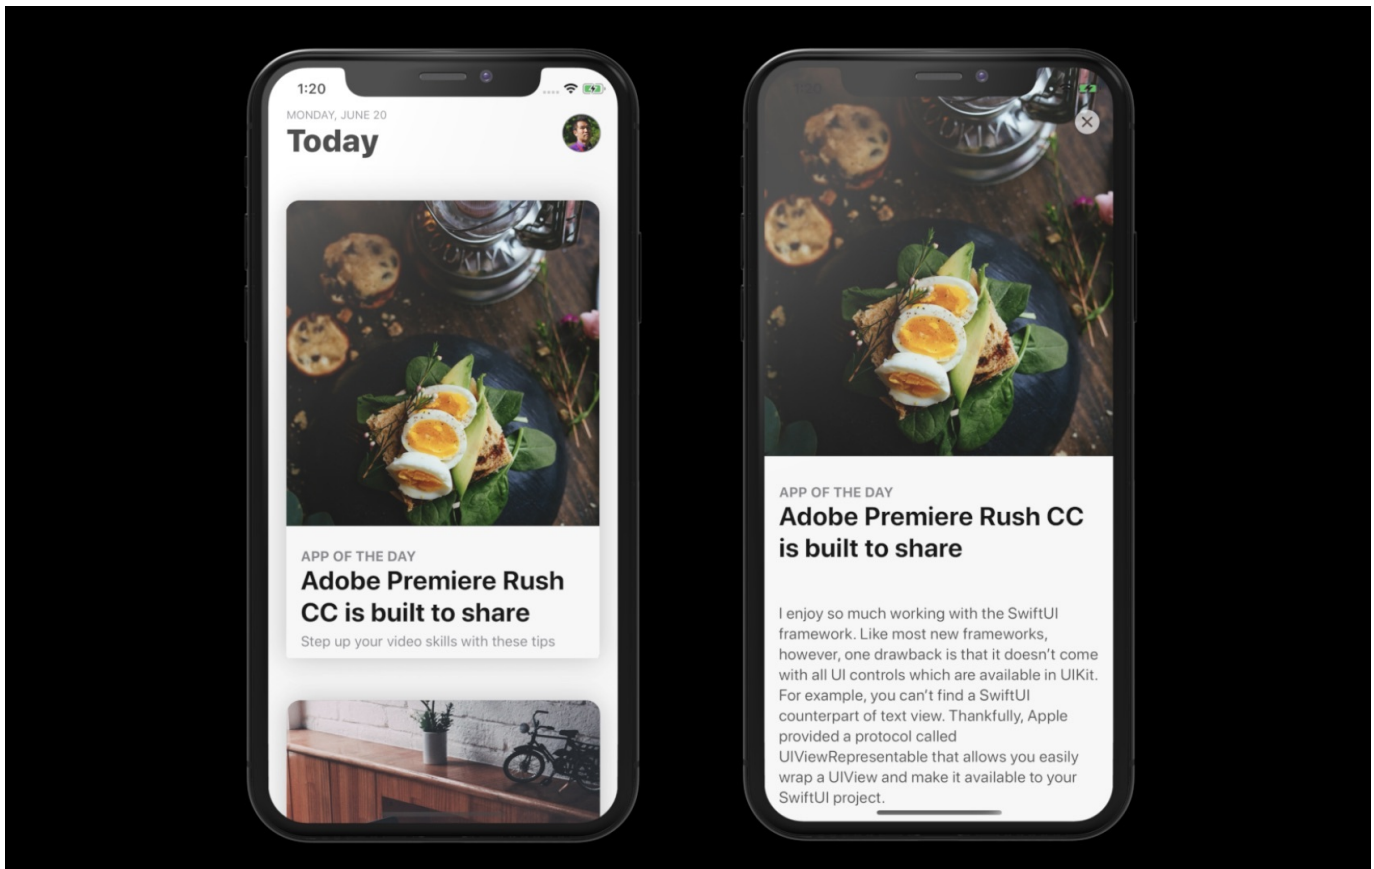 1:20
MONDAY, JUNE 20
Today
APP OF THE DAY
Adobe Premiere Rush
CC is built to share
Step up your video skills with these tips
APP OF THE DAY
Adobe Premiere Rush CC
is built to share
I enjoy so much working with the SwiftUI
framework. Like most new frameworks,
however, one drawback is that it doesn't come
with all UI controls which are available in UIKit.
For example, you can't find a SwiftUI
counterpart of text view. Thankfully, Apple
provided a protocol called
UIViewRepresentable that allows you easily
wrap a UIView and make it available to your
SwiftUI project.